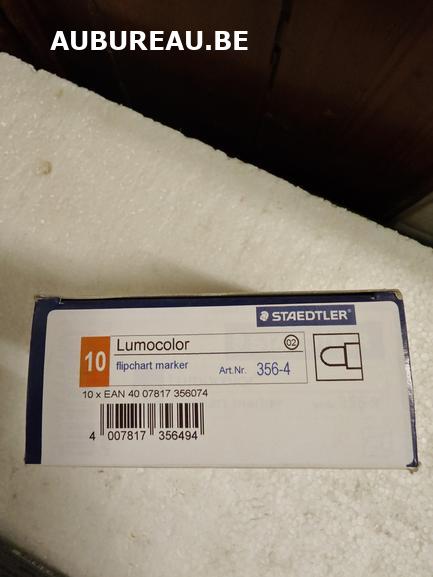 AUBUREAU.BE
STAEDTLER
10 Lumocolor 02
flipchart marker Art.Nr. 356-4
10 x EAN 40 07817 356074
4 007817 356494